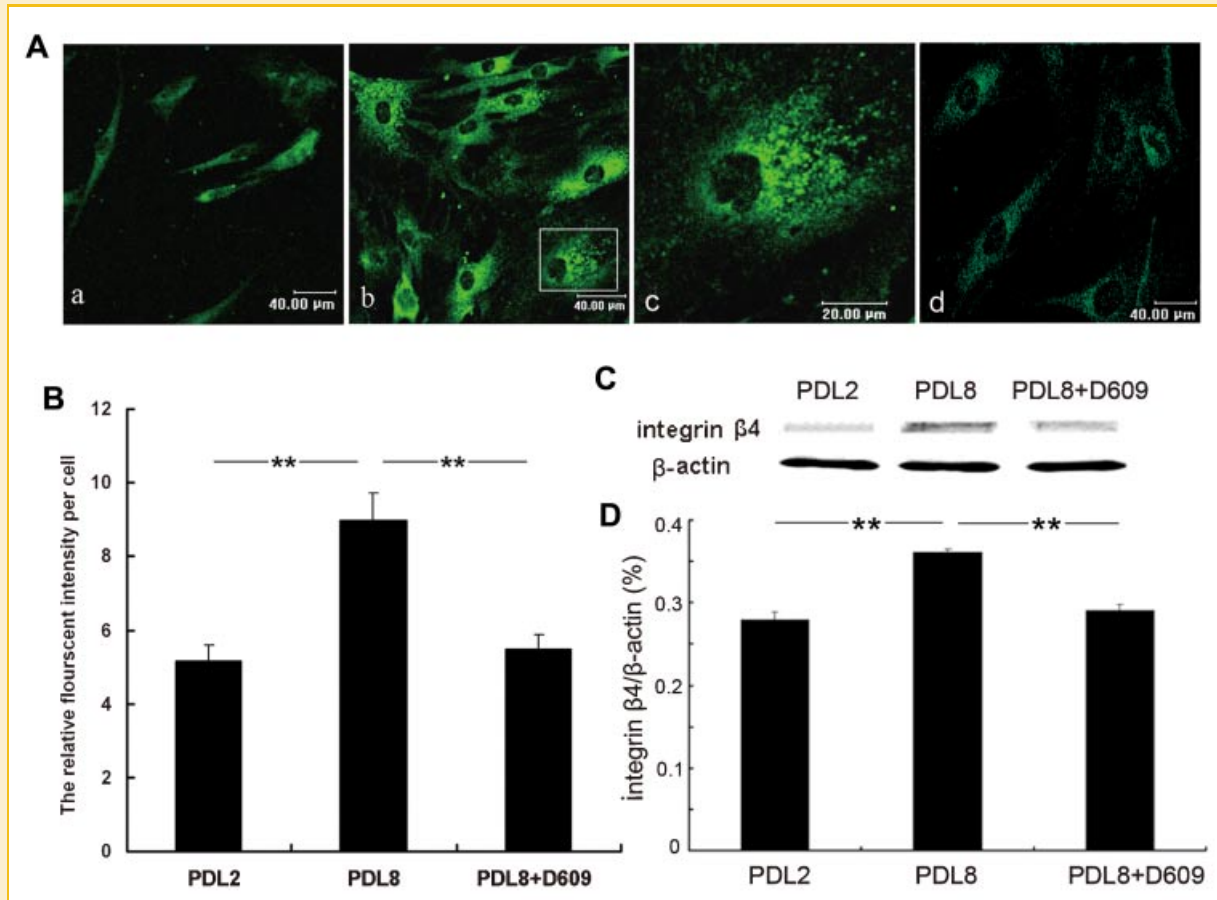 A
a
40.00 µm
b
40.00 µm
c
20.00 µm
d
40.00 µm
B
The relative flourscent intensity per cell
12
10
8
6
4
2
0
**
**
PDL2
PDL8
PDL8+D609
C
PDL2 PDL8 PDL8+D609
integrin β4
β-actin
D
integrin β4/β-actin (%)
0.4
0.3
0.2
0.1
0
**
**
PDL2
PDL8
PDL8+D609